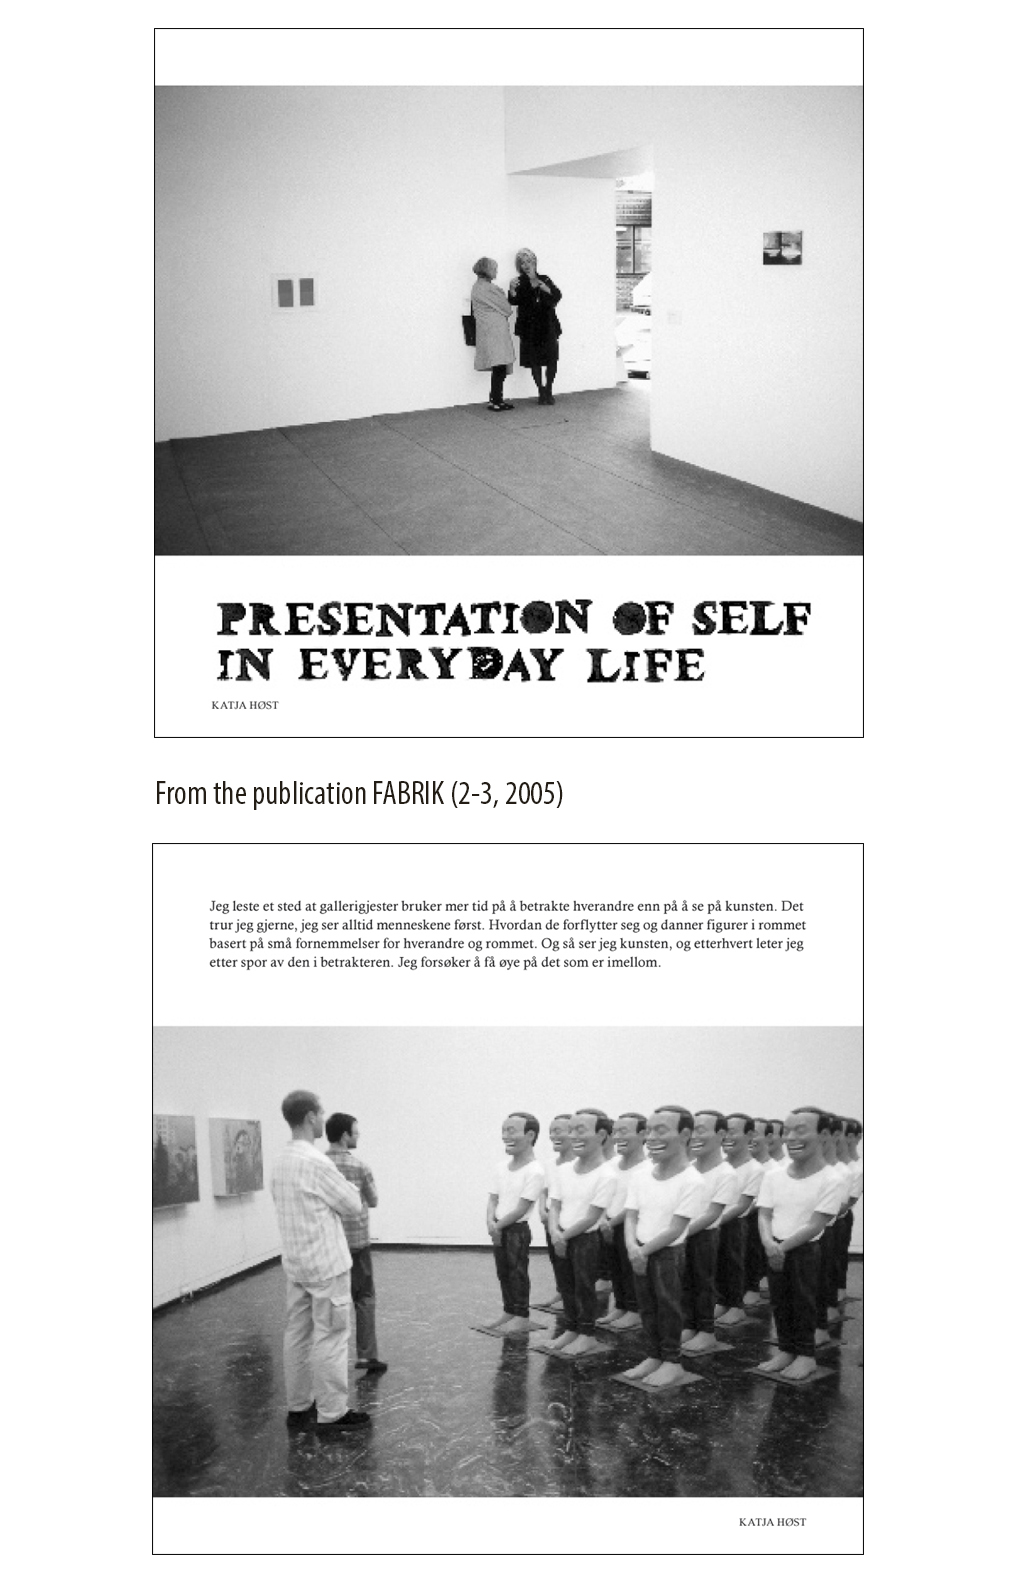 PRESENTATION OF SELF
IN EVERYDAY LIFE
KATJA HØST
From the publication FABRIK (2-3, 2005)
Jeg leste et sted at gallerigjester bruker mer tid på å betrakte hverandre enn på å se på kunsten. Det
trur jeg gjerne, jeg ser alltid menneskene først. Hvordan de forflytter seg og danner figurer i rommet
basert på små fornemmelser for hverandre og rommet. Og så ser jeg kunsten, og etterhvert leter jeg
etter spor av den i betrakteren. Jeg forsøker å få øye på det som er imellom.
KATJA HØST